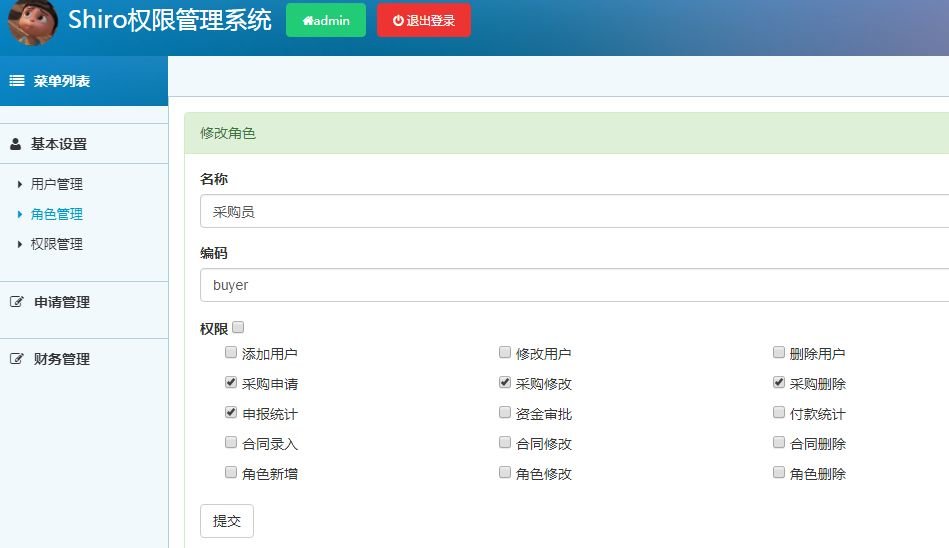 Shiro权限管理系统 admin 退出登录
菜单列表
基本设置
用户管理
角色管理
权限管理
申请管理
财务管理
修改角色
名称
采购员
编码
buyer
权限
添加用户 修改用户 删除用户
采购申请 采购修改 采购删除
申报统计 资金审批 付款统计
合同录入 合同修改 合同删除
角色新增 角色修改 角色删除
提交